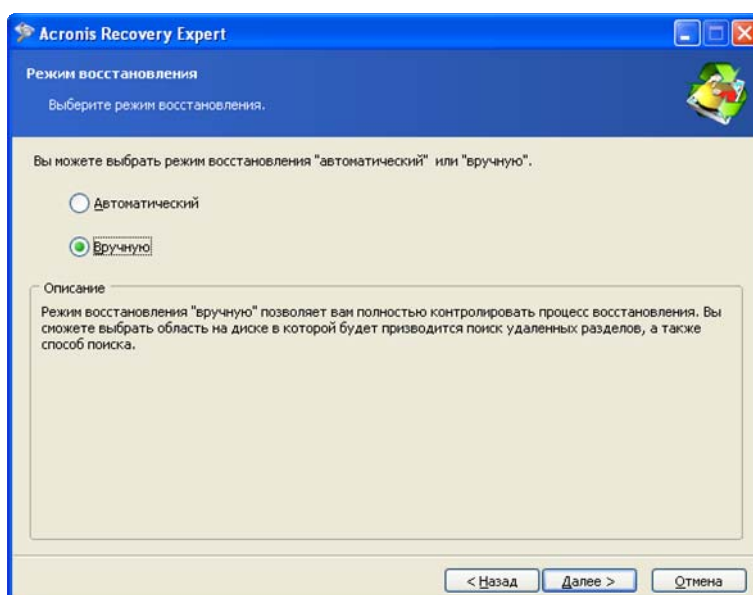 Acronis Recovery Expert
Режим восстановления
Выберите режим восстановления.
Вы можете выбрать режим восстановления "автоматический" или "вручную".
Автоматический
Вручную
Описание
Режим восстановления "вручную" позволяет вам полностью контролировать процесс восстановления. Вы
сможете выбрать область на диске в которой будет призводится поиск удаленных разделов, а также
способ поиска.
< Назад
Далее >
Отмена